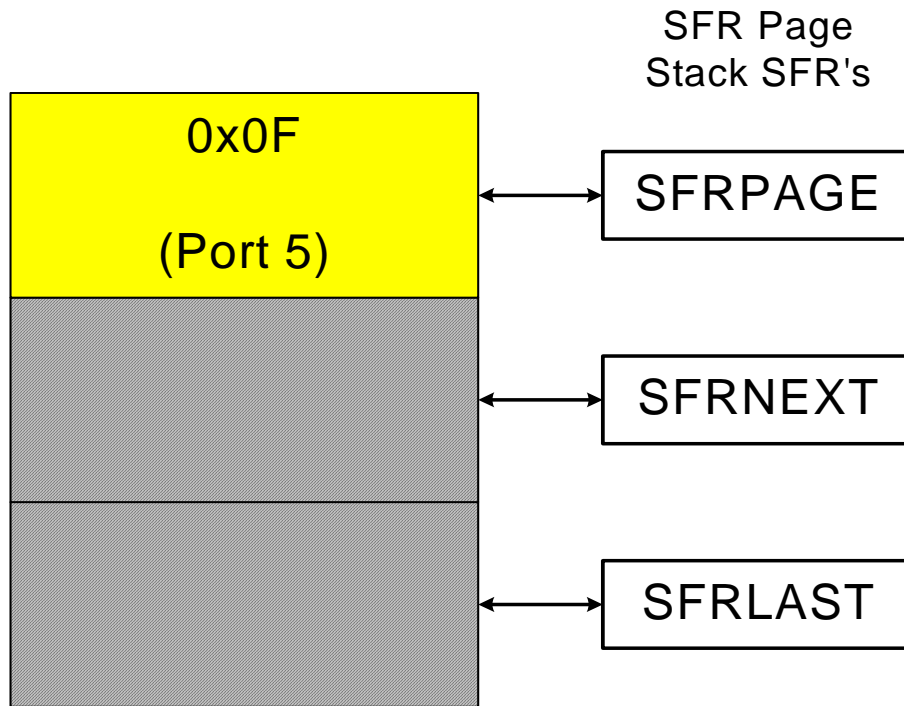 SFR Page
Stack SFR's
0x0F
(Port 5)
SFRPAGE
SFRNEXT
SFRLAST